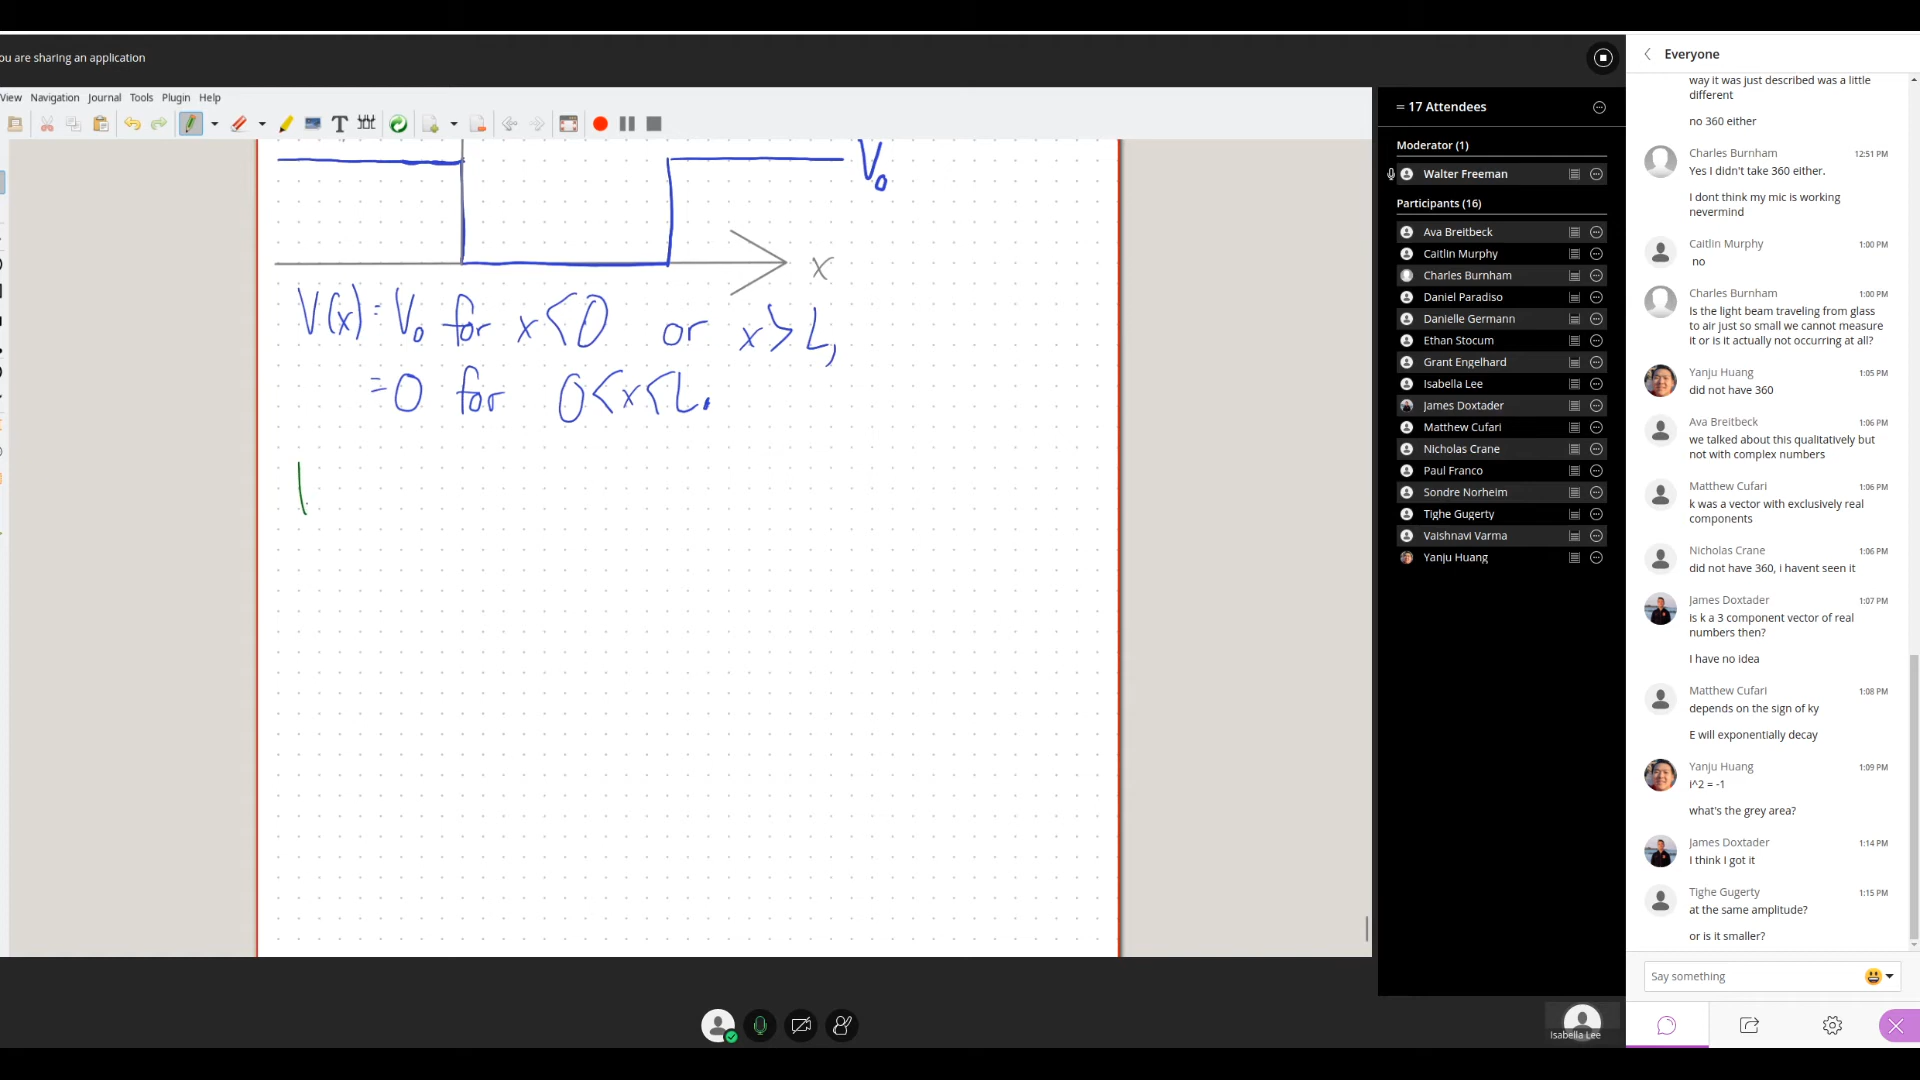 ou are sharing an application
View Navigation Journal Tools Plugin Help
V₀
x
V(x) = V₀ for x<0 or x>L,
=0 for 0<x<L.
= 17 Attendees
Moderator (1)
Walter Freeman
Participants (16)
Ava Breitbeck
Caitlin Murphy
Charles Burnham
Daniel Paradiso
Danielle Germann
Ethan Stocum
Grant Engelhard
Isabella Lee
James Doxtader
Matthew Cufari
Nicholas Crane
Paul Franco
Sondre Norheim
Tighe Gugerty
Vaishnavi Varma
Yanju Huang
Isabella Lee
Everyone
way it was just described was a little
different
no 360 either
Charles Burnham 12:51 PM
Yes I didn't take 360 either.
I dont think my mic is working
nevermind
Caitlin Murphy 1:00 PM
no
Charles Burnham 1:00 PM
Is the light beam traveling from glass
to air just so small we cannot measure
it or is it actually not occurring at all?
Yanju Huang 1:05 PM
did not have 360
Ava Breitbeck 1:06 PM
we talked about this qualitatively but
not with complex numbers
Matthew Cufari 1:06 PM
k was a vector with exclusively real
components
Nicholas Crane 1:06 PM
did not have 360, i havent seen it
James Doxtader 1:07 PM
is k a 3 component vector of real
numbers then?
I have no idea
Matthew Cufari 1:08 PM
depends on the sign of ky
E will exponentially decay
Yanju Huang 1:09 PM
i^2 = -1
what's the grey area?
James Doxtader 1:14 PM
I think I got it
Tighe Gugerty 1:15 PM
at the same amplitude?
or is it smaller?
Say something